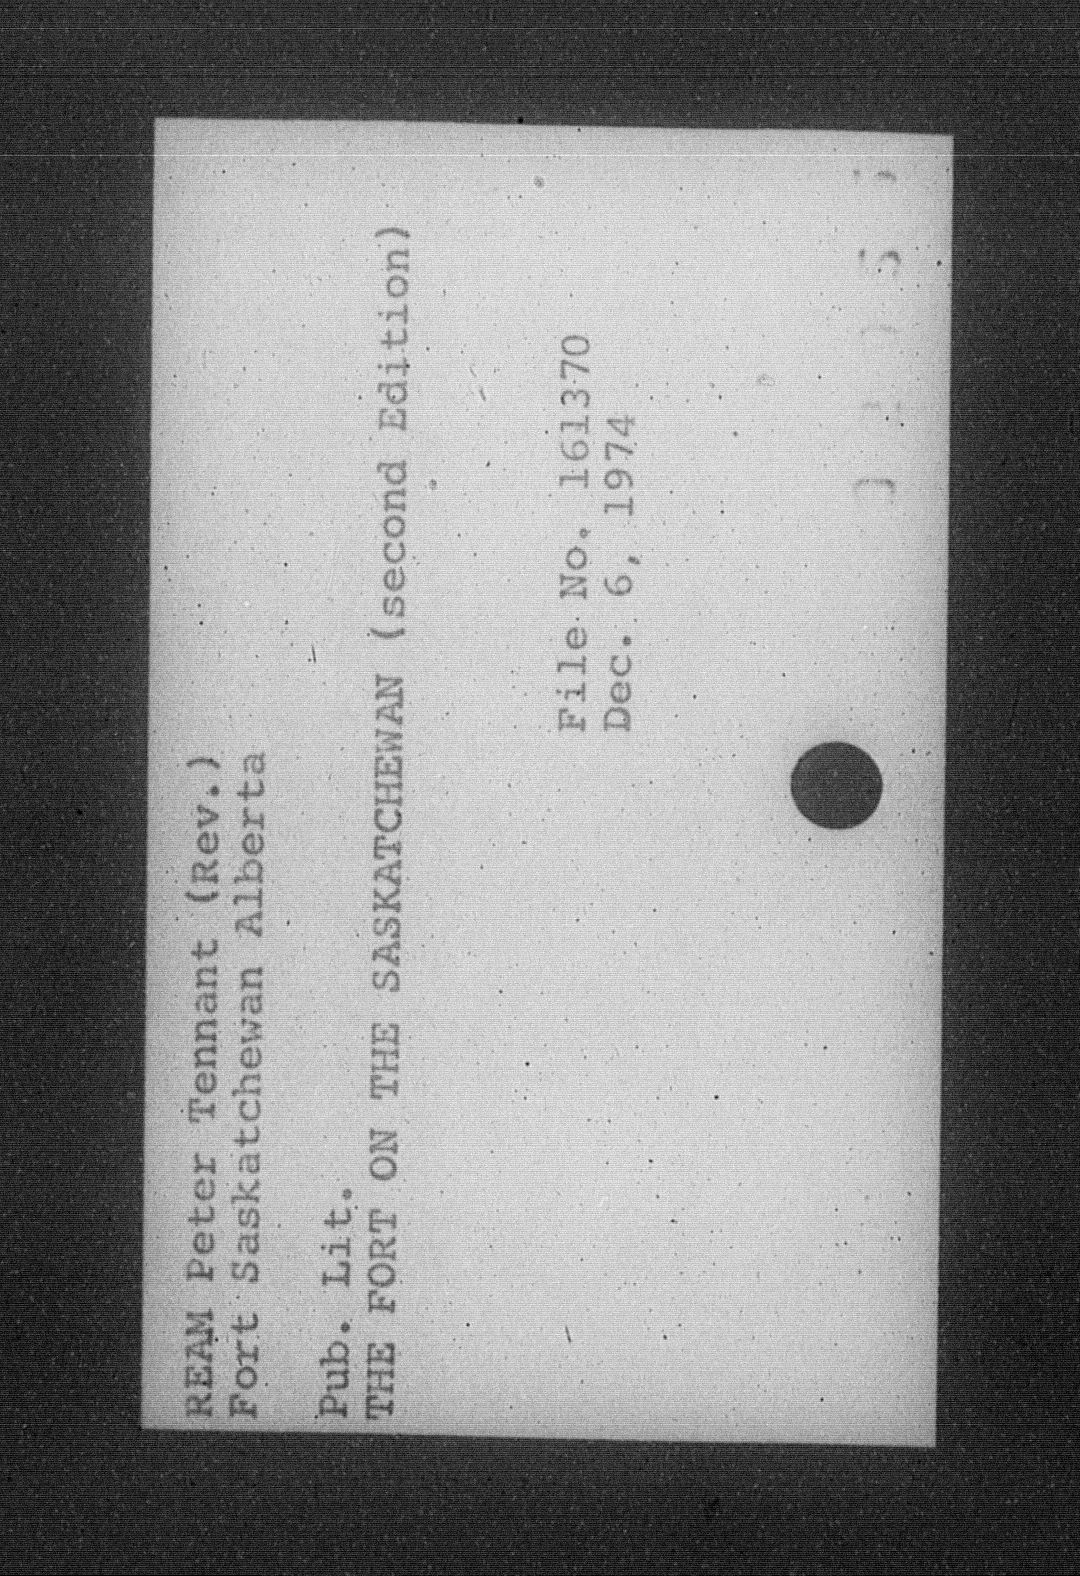 REAM Peter Tennant (Rev.)
Fort Saskatchewan Alberta
Pub. Lit.
THE FORT ON THE SASKATCHEWAN (second Edition)
File No. 161370
Dec. 6, 1974